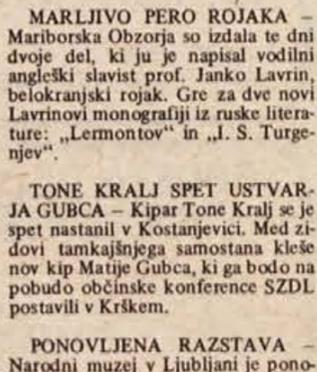 MARLJIVO PERO ROJAKA –
Mariborska Obzorja so izdala te dni
dvoje del, ki ju je napisal vodilni
angleški slavist prof. Janko Lavrin,
belokranjski rojak. Gre za dve novi
Lavrinovi monografiji iz ruske litera-
ture: „Lermontov“ in „I. S. Turge-
njev“.
TONE KRALJ SPET USTVAR-
JA GUBCA – Kipar Tone Kralj se je
spet nastanil v Kostanjevici. Med zi-
dovi tamkajšnjega samostana kleše
nov kip Matije Gubca, ki ga bodo na
pobudo občinske konference SZDL
postavili v Krškem.
PONOVLJENA RAZSTAVA –
Narodni muzej v Ljubljani je pono-